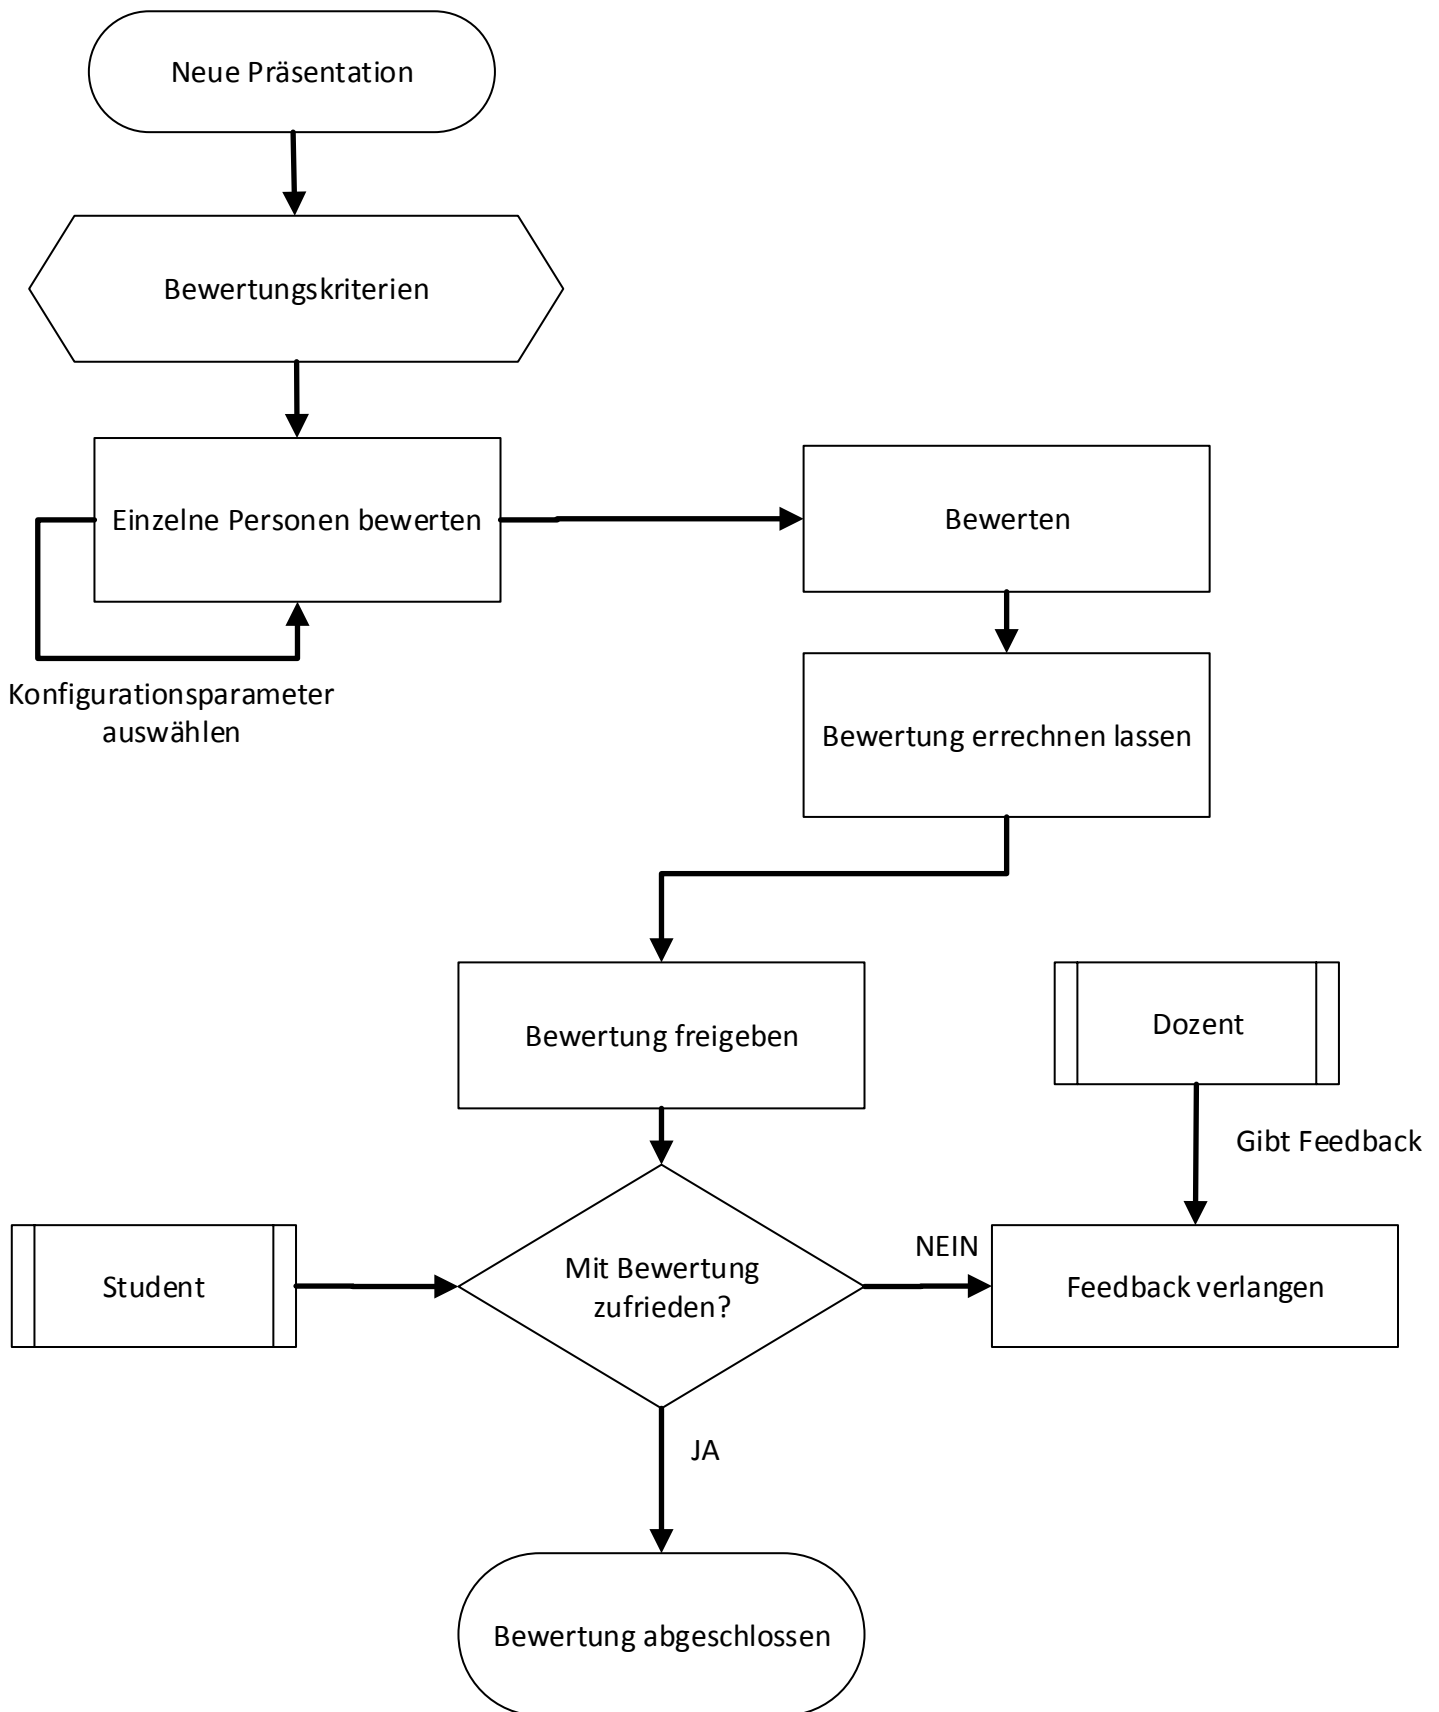 Neue Präsentation
Bewertungskriterien
Einzelne Personen bewerten
Bewerten
Konfigurationsparameter
auswählen
Bewertung errechnen lassen
Bewertung freigeben
Dozent
Gibt Feedback
Student
Mit Bewertung
zufrieden?
NEIN
Feedback verlangen
JA
Bewertung abgeschlossen